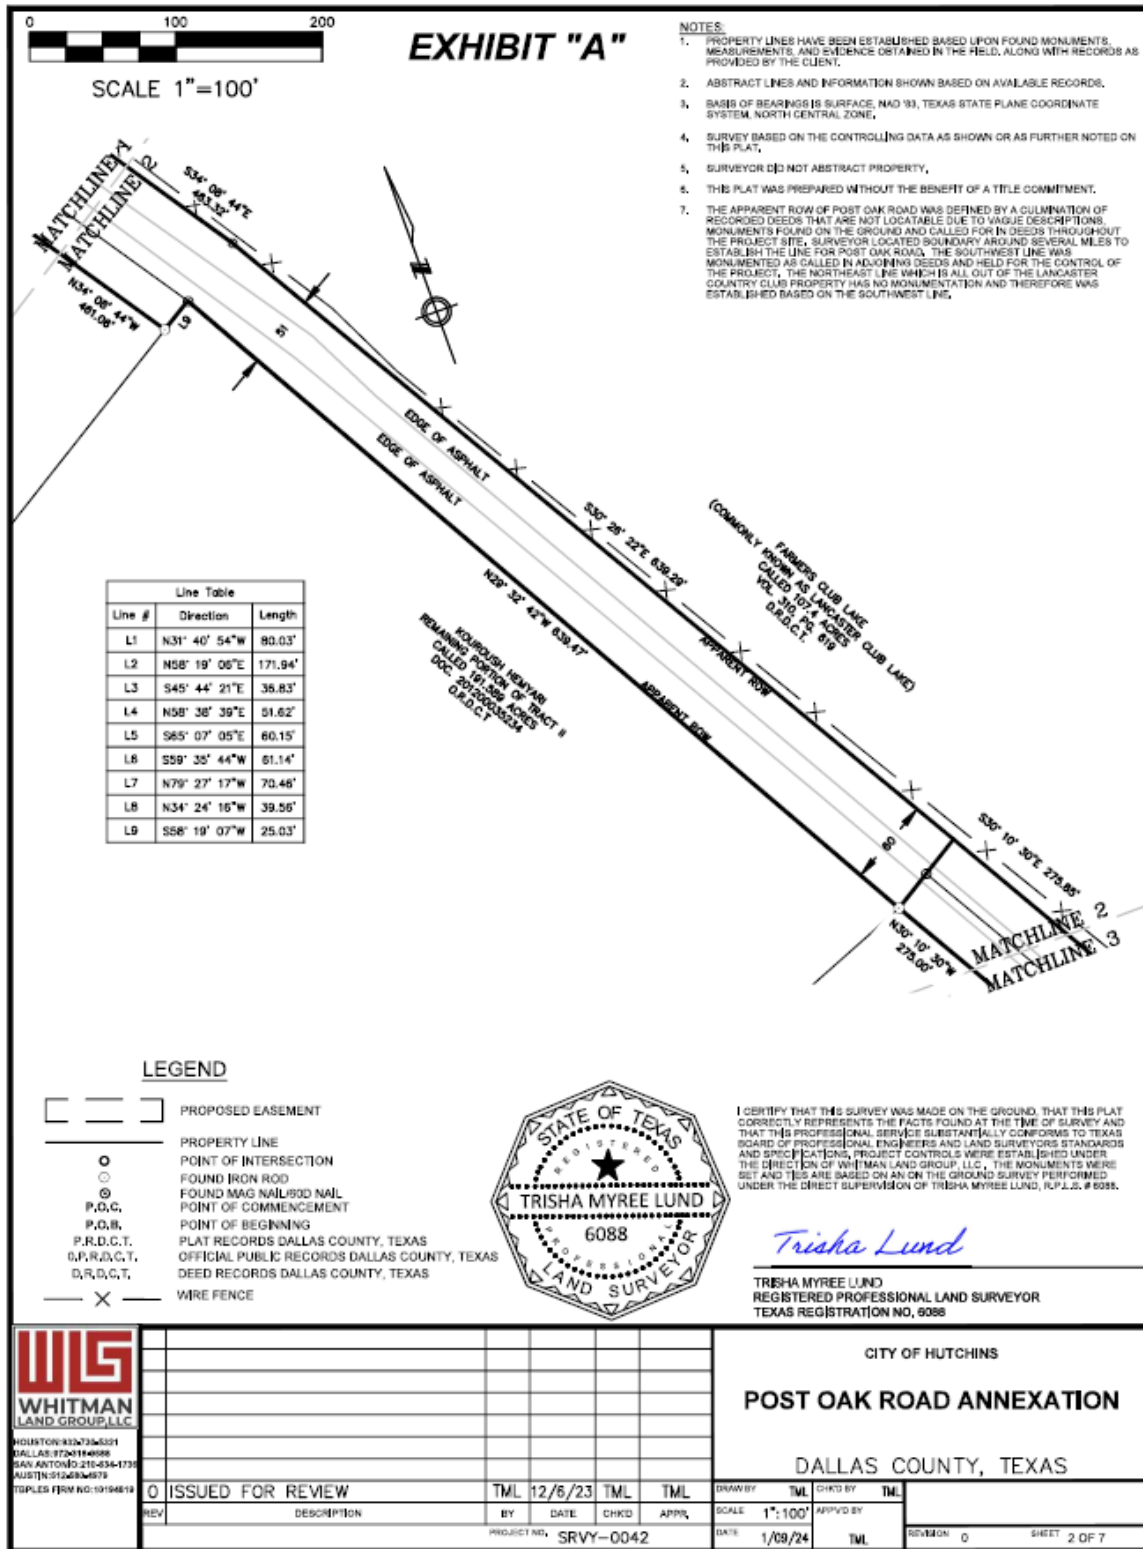 0 100 200
SCALE 1"=100'
EXHIBIT "A"
NOTES:
1. PROPERTY LINES HAVE BEEN ESTABLISHED BASED UPON FOUND MONUMENTS,
MEASUREMENTS, AND EVIDENCE OBTAINED IN THE FIELD, ALONG WITH RECORDS AS
PROVIDED BY THE CLIENT.
2. ABSTRACT LINES AND INFORMATION SHOWN BASED ON AVAILABLE RECORDS.
3. BASIS OF BEARINGS IS SURFACE, NAD '83, TEXAS STATE PLANE COORDINATE
SYSTEM, NORTH CENTRAL ZONE.
4. SURVEY BASED ON THE CONTROLLING DATA AS SHOWN OR AS FURTHER NOTED ON
THIS PLAT.
5. SURVEYOR DID NOT ABSTRACT PROPERTY.
6. THIS PLAT WAS PREPARED WITHOUT THE BENEFIT OF A TITLE COMMITMENT.
7. THE APPARENT ROW OF POST OAK ROAD WAS DEFINED BY A CULMINATION OF
RECORDED DEEDS THAT ARE NOT LOCATABLE DUE TO VAGUE DESCRIPTIONS.
MONUMENTS FOUND ON THE GROUND AND CALLED FOR IN DEEDS THROUGHOUT
THE PROJECT SITE. SURVEYOR LOCATED BOUNDARY AROUND SEVERAL MILES TO
ESTABLISH THE LINE FOR POST OAK ROAD. THE SOUTHWEST LINE WAS
MONUMENTED AS CALLED IN ADJOINING DEEDS AND HELD FOR THE CONTROL OF
THE PROJECT. THE NORTHEAST LINE WHICH IS ALL OUT OF THE LANCASTER
COUNTRY CLUB PROPERTY HAS NO MONUMENTATION AND THEREFORE WAS
ESTABLISHED BASED ON THE SOUTHWEST LINE.
MATCHLINE 1
MATCHLINE 2
S34° 08' 44"E
463.32'
N34° 08' 44"W
461.06'
L9
51
N
EDGE OF ASPHALT
EDGE OF ASPHALT
S30° 26' 22"E 639.29'
N29° 32' 42"W 639.47'
FARMERS CLUB LAKE
(COMMONLY KNOWN AS LANCASTER CLUB LAKE)
CALLED 107.4 ACRES
VOL. 310, PG. 619
D.R.D.C.T.
KOUROUSH HEMYARI
REMAINING PORTION OF TRACT II
CALLED 191.589 ACRES
DOC. 201200035234
O.R.D.C.T
APPARENT ROW
APPARENT ROW
60
S30° 10' 30"E 275.85'
N30° 10' 30"W
275.00'
MATCHLINE 2
MATCHLINE 3
Line Table
Line # Direction Length
L1 N31° 40' 54"W 80.03'
L2 N58° 19' 06"E 171.94'
L3 S45° 44' 21"E 36.83'
L4 N58° 38' 39"E 51.62'
L5 S65° 07' 05"E 60.15'
L6 S59° 35' 44"W 61.14'
L7 N79° 27' 17"W 70.46'
L8 N34° 24' 16"W 39.56'
L9 S58° 19' 07"W 25.03'
LEGEND
PROPOSED EASEMENT
PROPERTY LINE
POINT OF INTERSECTION
FOUND IRON ROD
FOUND MAG NAIL/60D NAIL
P.O.C. POINT OF COMMENCEMENT
P.O.B. POINT OF BEGINNING
P.R.D.C.T. PLAT RECORDS DALLAS COUNTY, TEXAS
O.P.R.D.C.T. OFFICIAL PUBLIC RECORDS DALLAS COUNTY, TEXAS
D.R.D.C.T. DEED RECORDS DALLAS COUNTY, TEXAS
WIRE FENCE
STATE OF TEXAS
REGISTERED
TRISHA MYREE LUND
6088
PROFESSIONAL
LAND SURVEYOR
I CERTIFY THAT THIS SURVEY WAS MADE ON THE GROUND, THAT THIS PLAT
CORRECTLY REPRESENTS THE FACTS FOUND AT THE TIME OF SURVEY AND
THAT THIS PROFESSIONAL SERVICE SUBSTANTIALLY CONFORMS TO TEXAS
BOARD OF PROFESSIONAL ENGINEERS AND LAND SURVEYORS STANDARDS
AND SPECIFICATIONS, PROJECT CONTROLS WERE ESTABLISHED UNDER
THE DIRECTION OF WHITMAN LAND GROUP, LLC. THE MONUMENTS WERE
SET AND TIES ARE BASED ON AN ON THE GROUND SURVEY PERFORMED
UNDER THE DIRECT SUPERVISION OF TRISHA MYREE LUND, R.P.L.S. # 6088.
Trisha Lund
TRISHA MYREE LUND
REGISTERED PROFESSIONAL LAND SURVEYOR
TEXAS REGISTRATION NO. 6088
WLG
WHITMAN
LAND GROUP,LLC
HOUSTON:
DALLAS:
SAN ANTONIO:
AUSTIN:
TBPLES FIRM NO:
0 ISSUED FOR REVIEW TML 12/6/23 TML TML
REV DESCRIPTION BY DATE CHK'D APPR.
PROJECT NO. SRVY-0042
CITY OF HUTCHINS
POST OAK ROAD ANNEXATION
DALLAS COUNTY, TEXAS
DRAW BY TML CHK'D BY TML
SCALE 1":100' APPV'D BY
DATE 1/09/24 TML REVISION 0 SHEET 2 OF 7